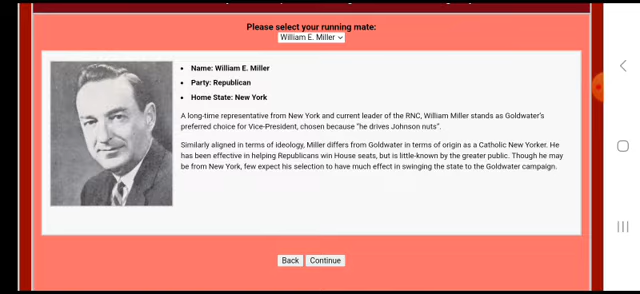 Please select your running mate:
William E. Miller
Name: William E. Miller
Party: Republican
Home State: New York
A long-time representative from New York and current leader of the RNC, William Miller stands as Goldwater's
preferred choice for Vice-President, chosen because "he drives Johnson nuts".
Similarly aligned in terms of ideology, Miller differs from Goldwater in terms of origin as a Catholic New Yorker. He
has been effective in helping Republicans win House seats, but is little-known by the greater public. Though he may
be from New York, few expect his selection to have much effect in swinging the state to the Goldwater campaign.
Back Continue